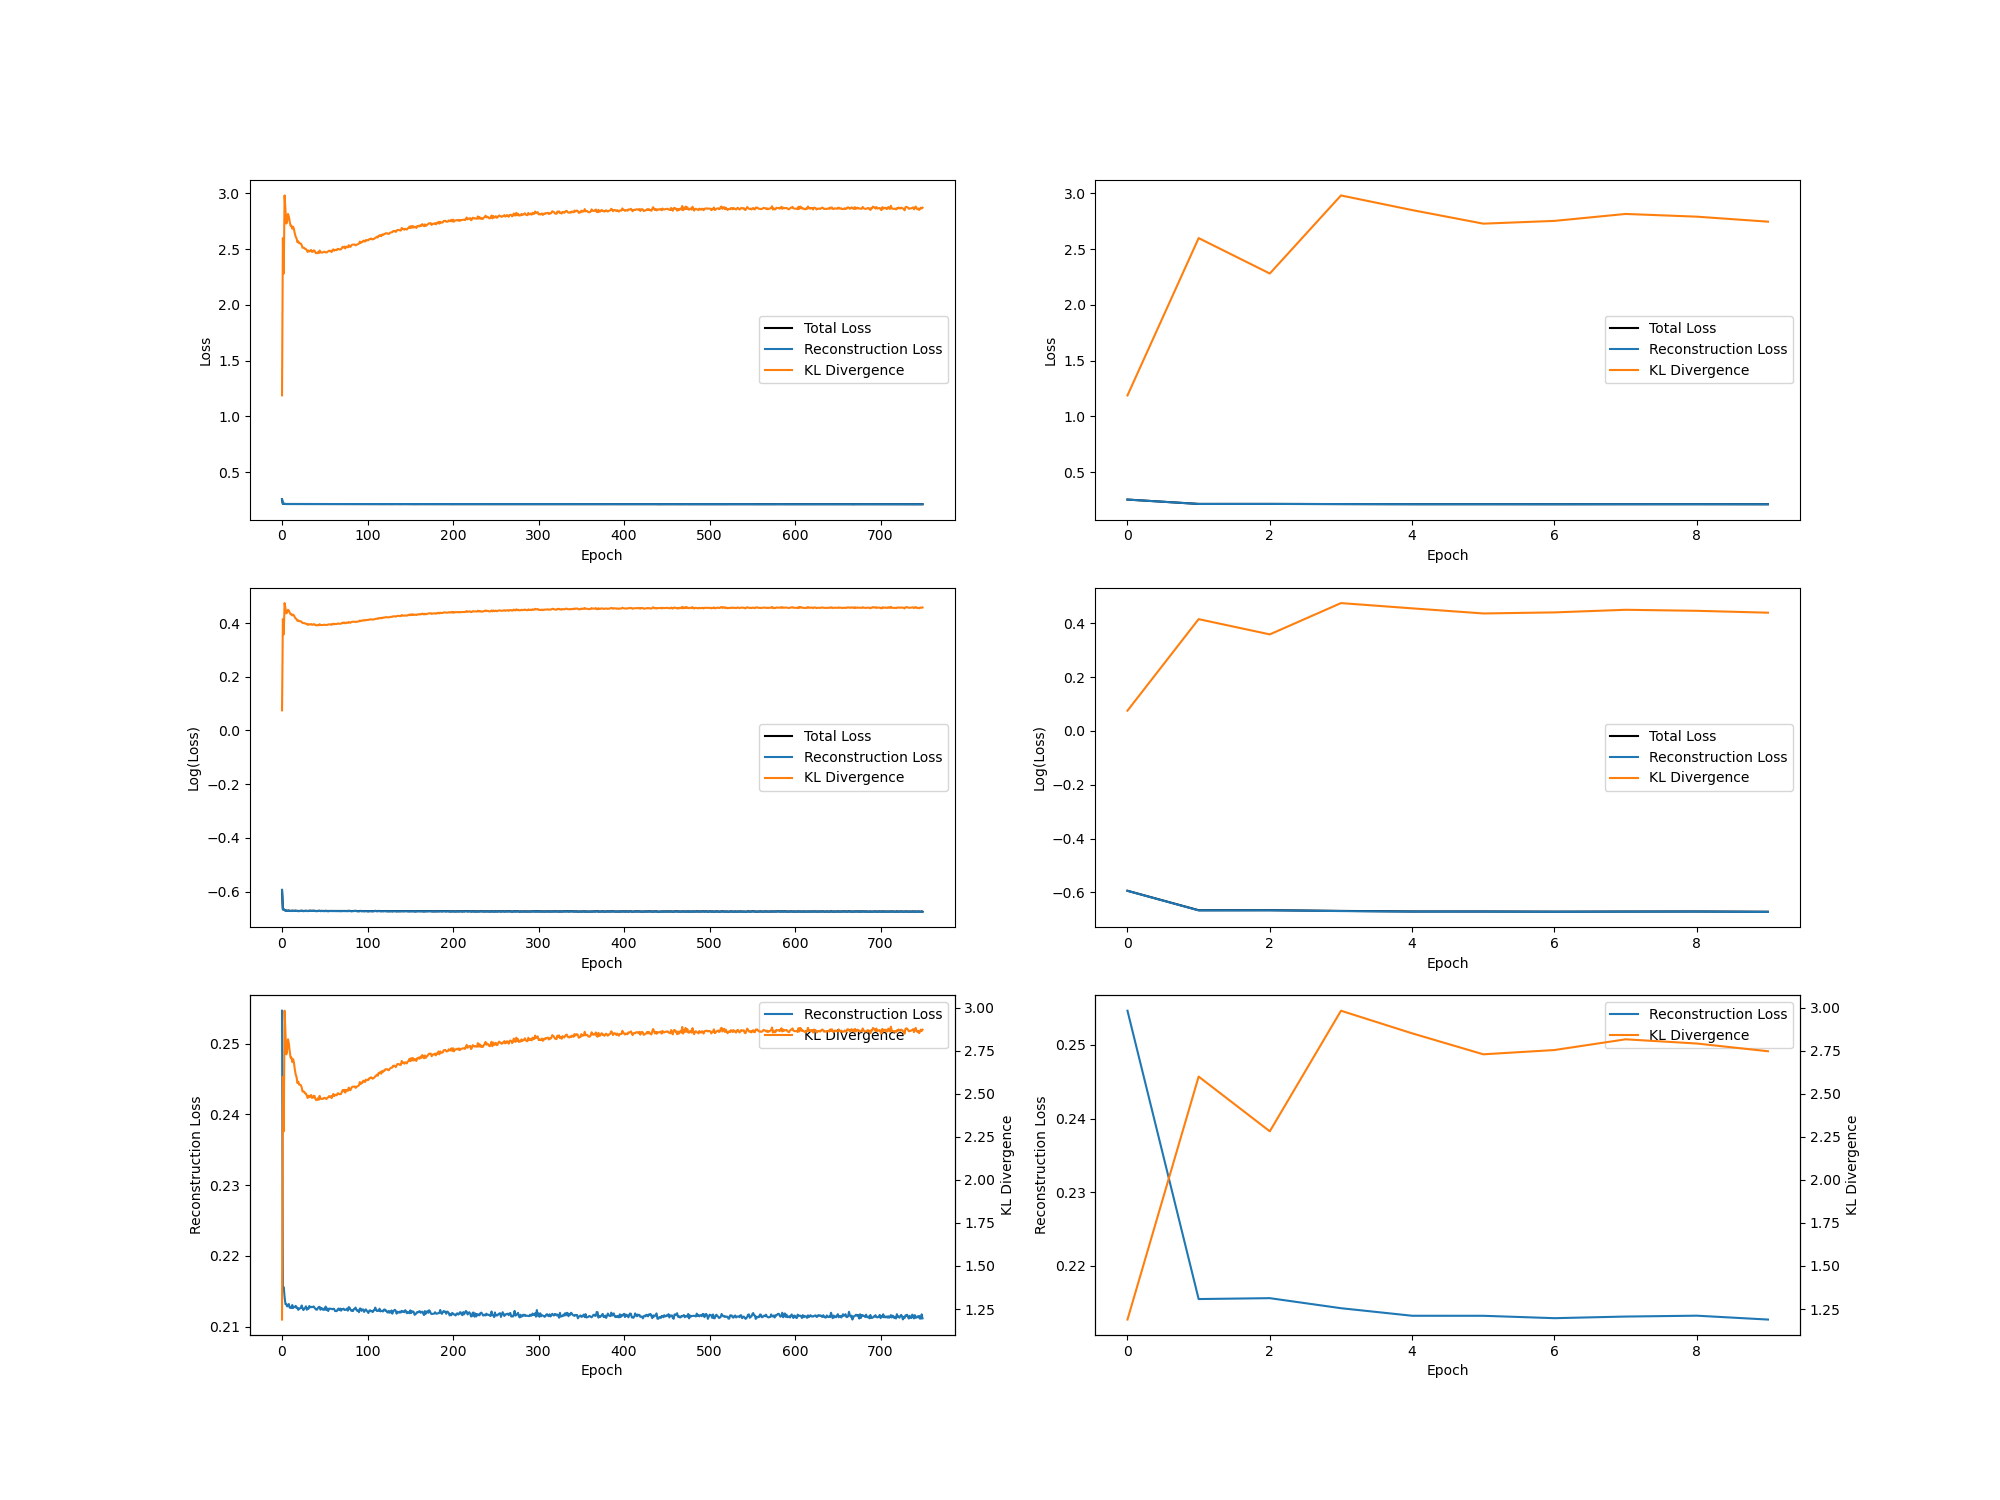 3.0
2.5
2.0
1.5
1.0
0.5
Loss
Total Loss
Reconstruction Loss
KL Divergence
0 100 200 300 400 500 600 700
Epoch
3.0
2.5
2.0
1.5
1.0
0.5
Loss
Total Loss
Reconstruction Loss
KL Divergence
0 2 4 6 8
Epoch
0.4
0.2
0.0
−0.2
−0.4
−0.6
Log(Loss)
Total Loss
Reconstruction Loss
KL Divergence
0 100 200 300 400 500 600 700
Epoch
0.4
0.2
0.0
−0.2
−0.4
−0.6
Log(Loss)
Total Loss
Reconstruction Loss
KL Divergence
0 2 4 6 8
Epoch
0.25
0.24
0.23
0.22
0.21
Reconstruction Loss
Reconstruction Loss
KL Divergence
3.00
2.75
2.50
2.25
2.00
1.75
1.50
1.25
KL Divergence
0 100 200 300 400 500 600 700
Epoch
0.25
0.24
0.23
0.22
Reconstruction Loss
Reconstruction Loss
KL Divergence
3.00
2.75
2.50
2.25
2.00
1.75
1.50
1.25
KL Divergence
0 2 4 6 8
Epoch